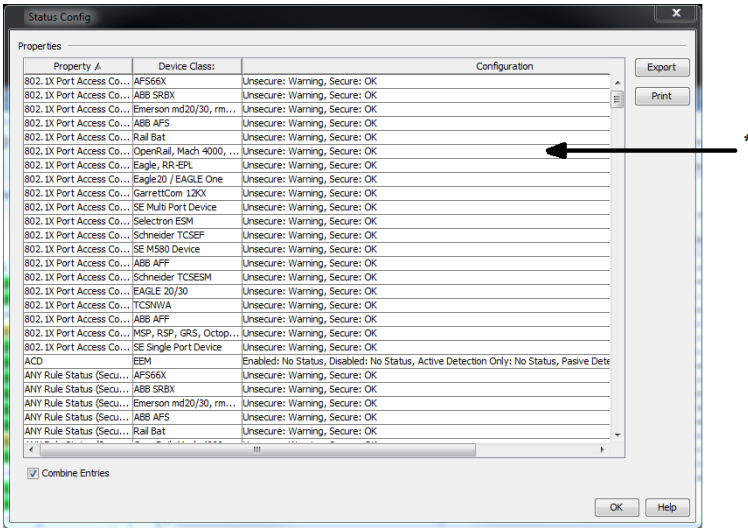 Status Config
Properties
Property Device Class: Configuration
802.1X Port Access Co... AFS66X Unsecure: Warning, Secure: OK
802.1X Port Access Co... ABB SRBX Unsecure: Warning, Secure: OK
802.1X Port Access Co... Emerson md20/30, rm... Unsecure: Warning, Secure: OK
802.1X Port Access Co... ABB AFS Unsecure: Warning, Secure: OK
802.1X Port Access Co... Rail Bat Unsecure: Warning, Secure: OK
802.1X Port Access Co... OpenRail, Mach 4000, ... Unsecure: Warning, Secure: OK
802.1X Port Access Co... Eagle, RR-EPL Unsecure: Warning, Secure: OK
802.1X Port Access Co... Eagle20 / EAGLE One Unsecure: Warning, Secure: OK
802.1X Port Access Co... GarrettCom 12KX Unsecure: Warning, Secure: OK
802.1X Port Access Co... SE Multi Port Device Unsecure: Warning, Secure: OK
802.1X Port Access Co... Selectron ESM Unsecure: Warning, Secure: OK
802.1X Port Access Co... Schneider TCSEF Unsecure: Warning, Secure: OK
802.1X Port Access Co... SE M580 Device Unsecure: Warning, Secure: OK
802.1X Port Access Co... ABB AFF Unsecure: Warning, Secure: OK
802.1X Port Access Co... Schneider TCSESM Unsecure: Warning, Secure: OK
802.1X Port Access Co... EAGLE 20/30 Unsecure: Warning, Secure: OK
802.1X Port Access Co... TCSNWA Unsecure: Warning, Secure: OK
802.1X Port Access Co... ABB AFF Unsecure: Warning, Secure: OK
802.1X Port Access Co... MSP, RSP, GRS, Octop... Unsecure: Warning, Secure: OK
802.1X Port Access Co... SE Single Port Device Unsecure: Warning, Secure: OK
ACD EEM Enabled: No Status, Disabled: No Status, Active Detection Only: No Status, Pasive Dete
ANY Rule Status (Secu... AFS66X Unsecure: Warning, Secure: OK
ANY Rule Status (Secu... ABB SRBX Unsecure: Warning, Secure: OK
ANY Rule Status (Secu... Emerson md20/30, rm... Unsecure: Warning, Secure: OK
ANY Rule Status (Secu... ABB AFS Unsecure: Warning, Secure: OK
ANY Rule Status (Secu... Rail Bat Unsecure: Warning, Secure: OK
Export
Print
*
Combine Entries
OK Help